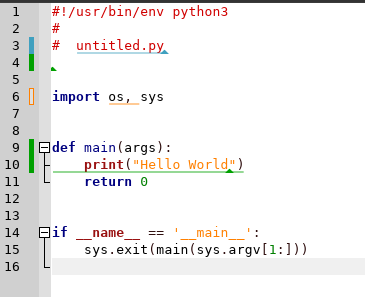 1 #!/usr/bin/env python3
2 #
3 #  untitled.py
4
5
6 import os, sys
7
8
9 def main(args):
10     print("Hello World")
11     return 0
12
13
14 if __name__ == '__main__':
15     sys.exit(main(sys.argv[1:]))
16